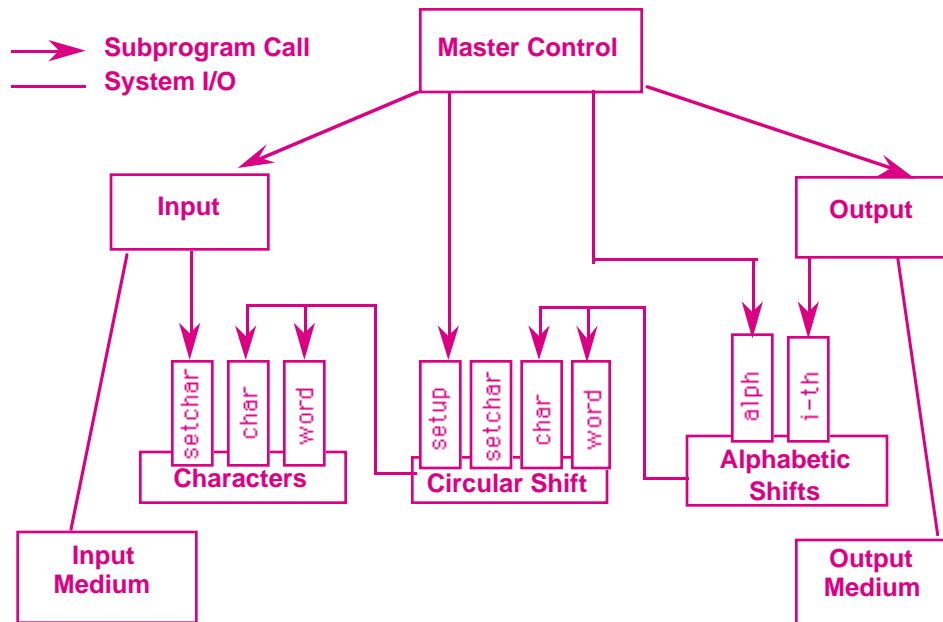 Subprogram Call
System I/O
Master Control
Input
Output
setchar
char
word
Characters
setup
setchar
char
word
Circular Shift
alph
i-th
Alphabetic
Shifts
Input
Medium
Output
Medium